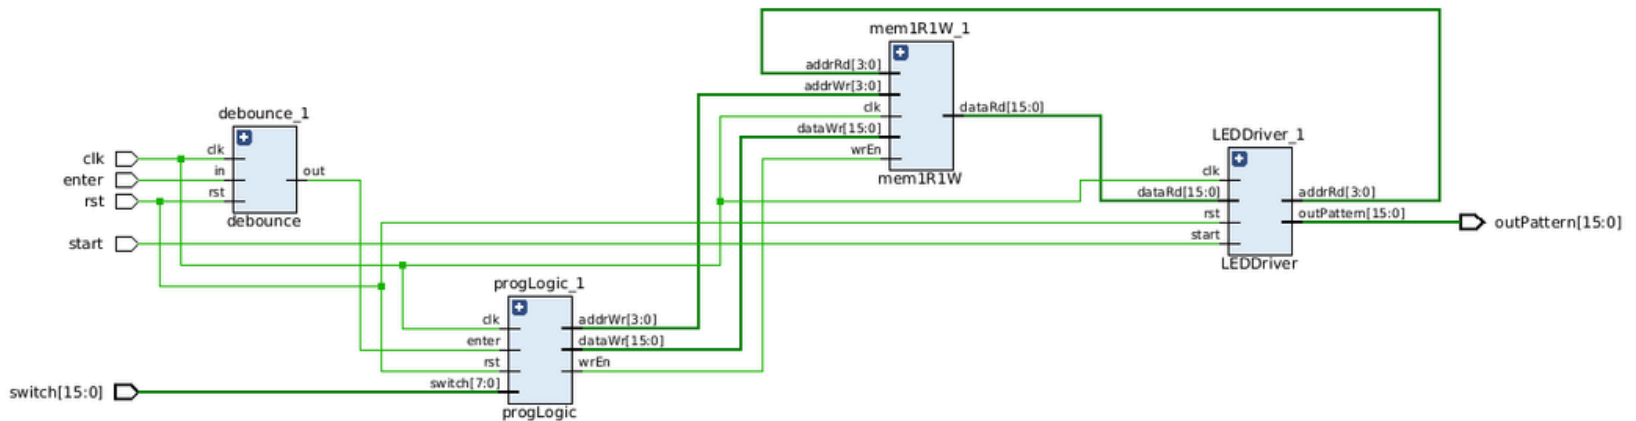 mem1R1W_1
addrRd[3:0]
addrWr[3:0]
clk
dataWr[15:0]
wrEn
dataRd[15:0]
mem1R1W
debounce_1
clk
in
rst
out
debounce
clk
enter
rst
start
LEDDriver_1
clk
dataRd[15:0]
rst
start
addrRd[3:0]
outPattern[15:0]
LEDDriver
outPattern[15:0]
progLogic_1
clk
enter
rst
switch[7:0]
addrWr[3:0]
dataWr[15:0]
wrEn
progLogic
switch[15:0]